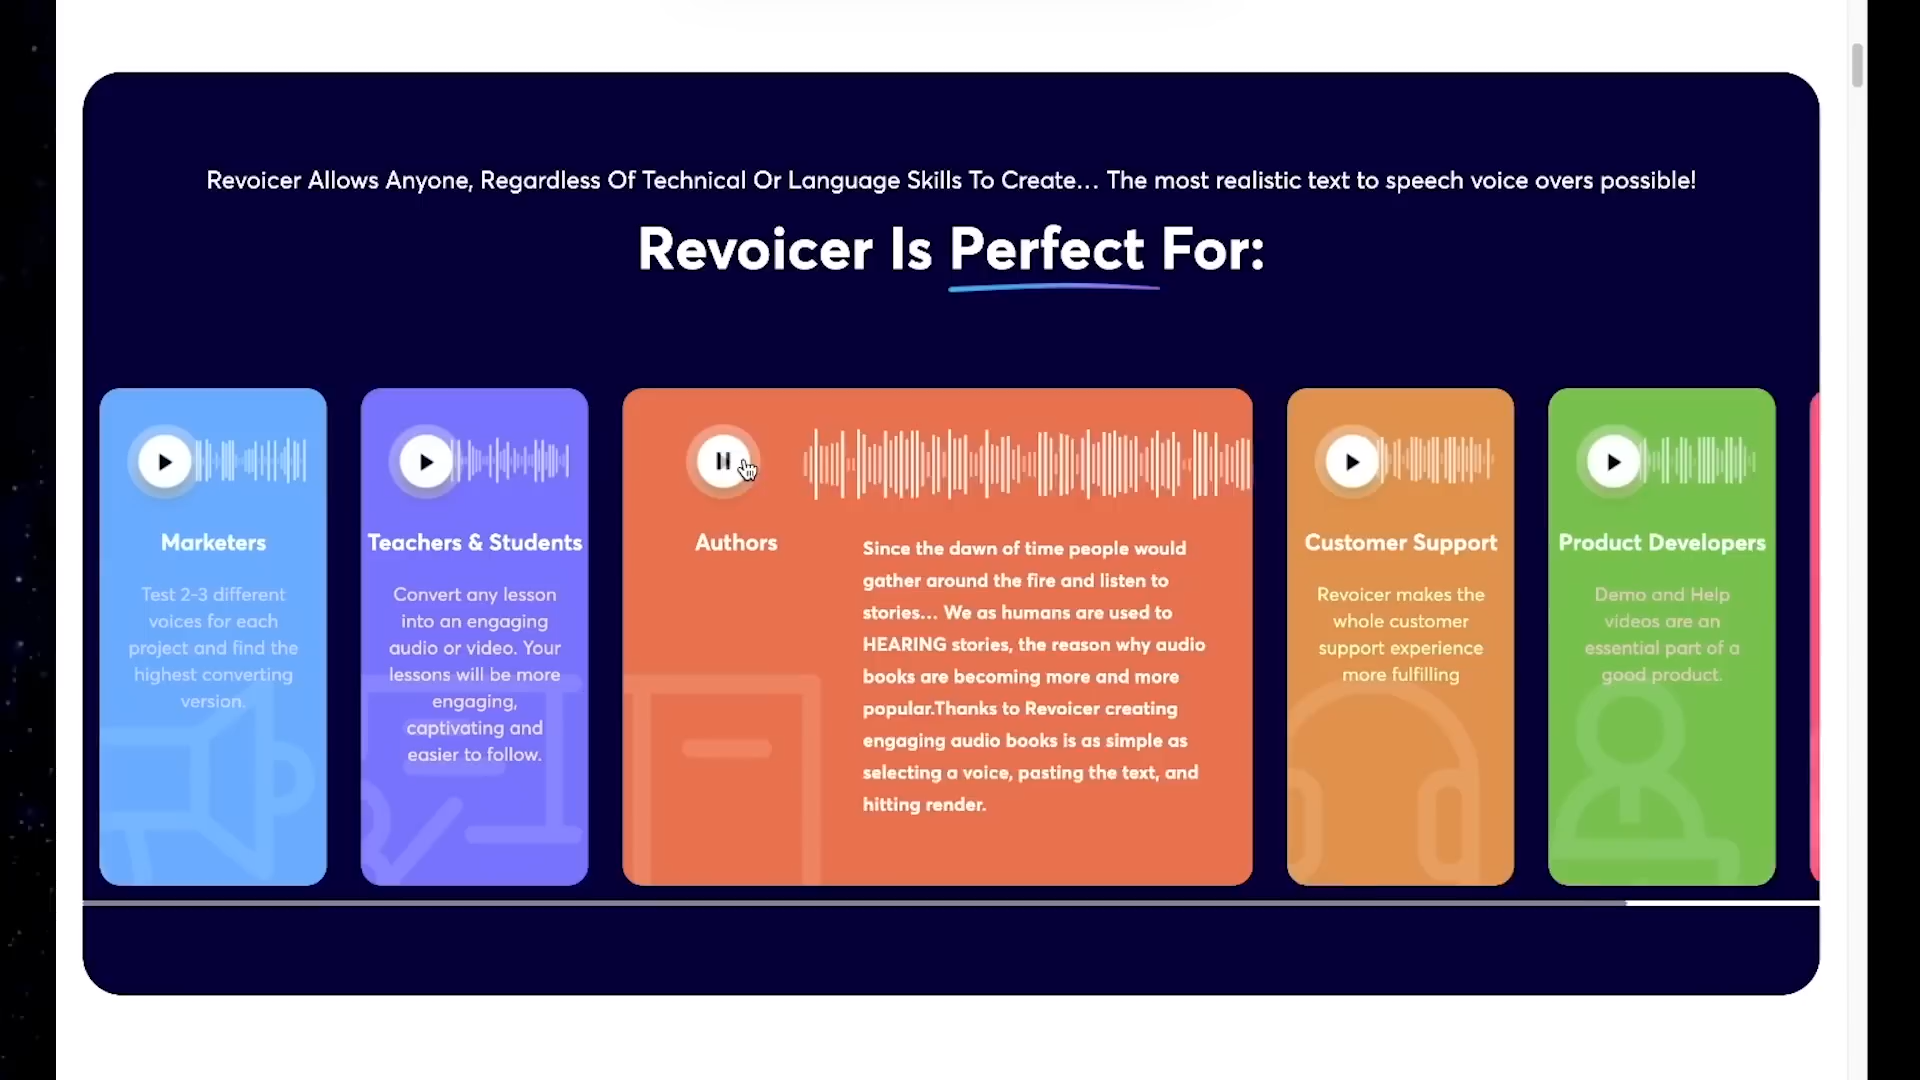 Revoicer Allows Anyone, Regardless Of Technical Or Language Skills To Create... The most realistic text to speech voice overs possible!
Revoicer Is Perfect For:
Marketers
Test 2-3 different
voices for each
project and find the
highest converting
version.
Teachers & Students
Convert any lesson
into an engaging
audio or video. Your
lessons will be more
engaging,
captivating and
easier to follow.
Authors
Since the dawn of time people would
gather around the fire and listen to
stories... We as humans are used to
HEARING stories, the reason why audio
books are becoming more and more
popular.Thanks to Revoicer creating
engaging audio books is as simple as
selecting a voice, pasting the text, and
hitting render.
Customer Support
Revoicer makes the
whole customer
support experience
more fulfilling
Product Developers
Demo and Help
videos are an
essential part of a
good product.